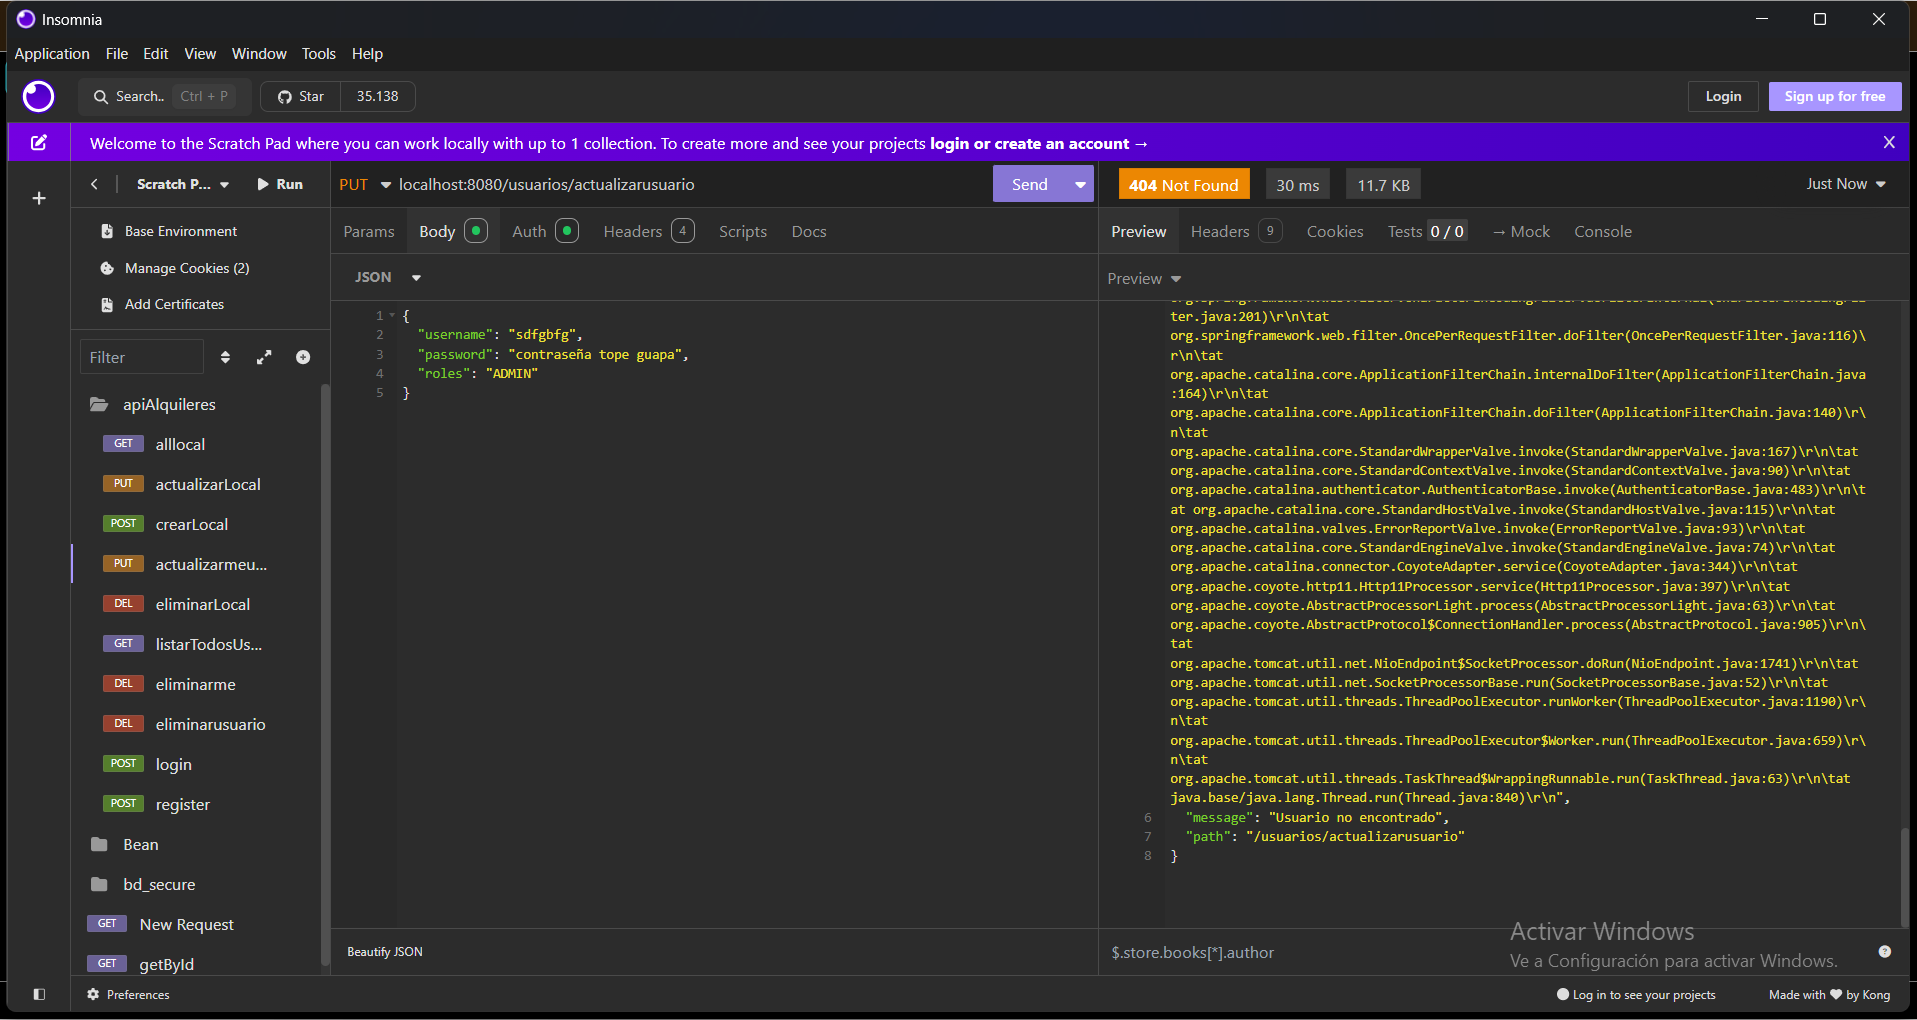 Insomnia
Application File Edit View Window Tools Help
Search.. Ctrl + P Star 35.138 Login Sign up for free
Welcome to the Scratch Pad where you can work locally with up to 1 collection. To create more and see your projects login or create an account →
Scratch P... Run
PUT localhost:8080/usuarios/actualizarusuario Send
404 Not Found 30 ms 11.7 KB Just Now
Base Environment
Manage Cookies (2)
Add Certificates
Filter
apiAlquileres
GET alllocal
PUT actualizarLocal
POST crearLocal
PUT actualizarmeu...
DEL eliminarLocal
GET listarTodosUs...
DEL eliminarme
DEL eliminarusuario
POST login
POST register
Bean
bd_secure
GET New Request
GET getById
Preferences
Params Body Auth Headers 4 Scripts Docs
JSON
1 {
2 "username": "sdfgbfg",
3 "password": "contraseña tope guapa",
4 "roles": "ADMIN"
5 }
Beautify JSON
Preview Headers 9 Cookies Tests 0 / 0 → Mock Console
Preview
ter.java:201)\r\n\tat
org.springframework.web.filter.OncePerRequestFilter.doFilter(OncePerRequestFilter.java:116)\
r\n\tat
org.apache.catalina.core.ApplicationFilterChain.internalDoFilter(ApplicationFilterChain.java
:164)\r\n\tat
org.apache.catalina.core.ApplicationFilterChain.doFilter(ApplicationFilterChain.java:140)\r\
n\tat
org.apache.catalina.core.StandardWrapperValve.invoke(StandardWrapperValve.java:167)\r\n\tat
org.apache.catalina.core.StandardContextValve.invoke(StandardContextValve.java:90)\r\n\tat
org.apache.catalina.authenticator.AuthenticatorBase.invoke(AuthenticatorBase.java:483)\r\n\t
at org.apache.catalina.core.StandardHostValve.invoke(StandardHostValve.java:115)\r\n\tat
org.apache.catalina.valves.ErrorReportValve.invoke(ErrorReportValve.java:93)\r\n\tat
org.apache.catalina.core.StandardEngineValve.invoke(StandardEngineValve.java:74)\r\n\tat
org.apache.catalina.connector.CoyoteAdapter.service(CoyoteAdapter.java:344)\r\n\tat
org.apache.coyote.http11.Http11Processor.service(Http11Processor.java:397)\r\n\tat
org.apache.coyote.AbstractProcessorLight.process(AbstractProcessorLight.java:63)\r\n\tat
org.apache.coyote.AbstractProtocol$ConnectionHandler.process(AbstractProtocol.java:905)\r\n\
tat
org.apache.tomcat.util.net.NioEndpoint$SocketProcessor.doRun(NioEndpoint.java:1741)\r\n\tat
org.apache.tomcat.util.net.SocketProcessorBase.run(SocketProcessorBase.java:52)\r\n\tat
org.apache.tomcat.util.threads.ThreadPoolExecutor.runWorker(ThreadPoolExecutor.java:1190)\r\
n\tat
org.apache.tomcat.util.threads.ThreadPoolExecutor$Worker.run(ThreadPoolExecutor.java:659)\r\
n\tat
org.apache.tomcat.util.threads.TaskThread$WrappingRunnable.run(TaskThread.java:63)\r\n\tat
java.base/java.lang.Thread.run(Thread.java:840)\r\n",
6 "message": "Usuario no encontrado",
7 "path": "/usuarios/actualizarusuario"
8 }
$.store.books[*].author
Activar Windows
Ve a Configuración para activar Windows.
Log in to see your projects Made with by Kong